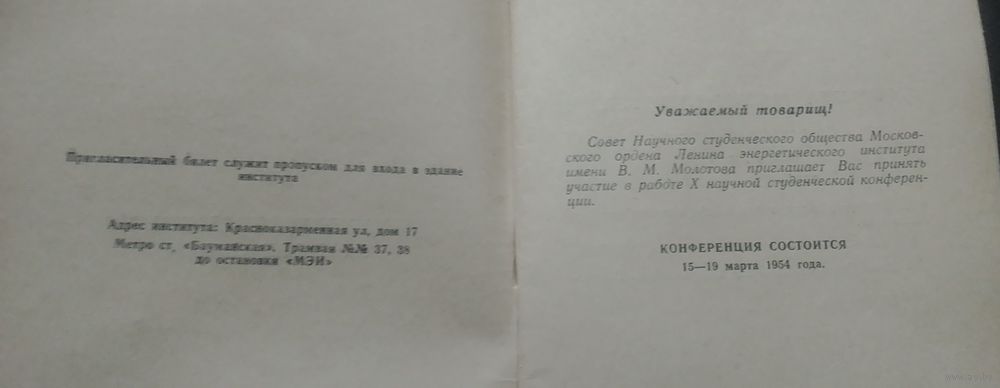 Пригласительный билет служит пропуском для входа в здание
института
Адрес института: Красноказарменная ул, дом 17
Метро ст, «Бауманская». Трамваи №№ 37, 38
до остановки «МЭИ»
Уважаемый товарищ!
Совет Научного студенческого общества Москов-
ского ордена Ленина энергетического института
имени В. М. Молотова приглашает Вас принять
участие в работе X научной студенческой конферен-
ции.
КОНФЕРЕНЦИЯ СОСТОИТСЯ
15—19 марта 1954 года.